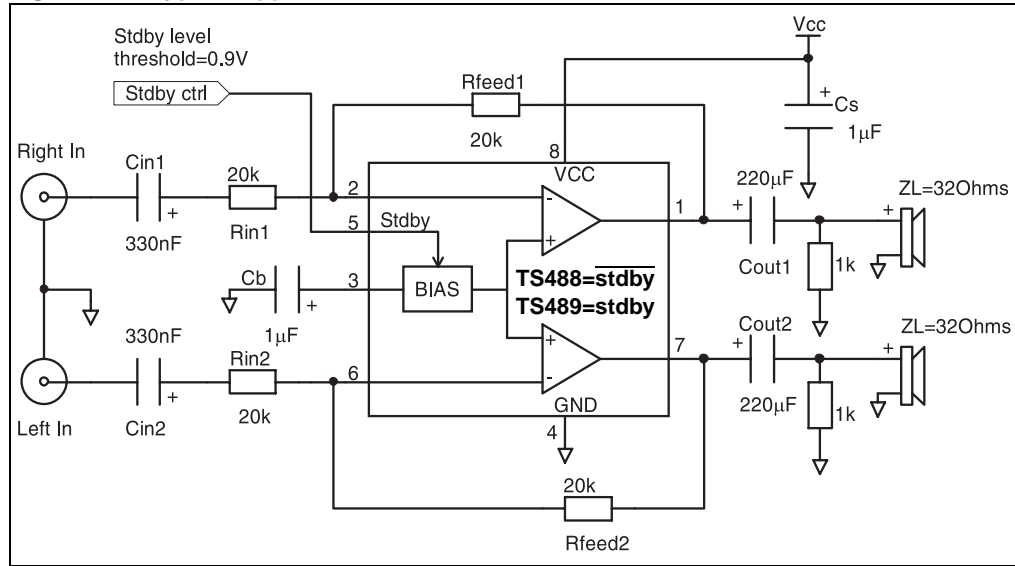 Stdby level
threshold=0.9V
Stdby ctrl
Vcc
Rfeed1
20k
+
Cs
1µF
8
VCC
Right In
Cin1
+
330nF
20k
Rin1
2
5
Stdby
-
+
1
220µF
+
Cout1
1k
ZL=32Ohms
+
Cb
+
1µF
3
BIAS
TS488=stdby
TS489=stdby
330nF
+
Cin2
Left In
Rin2
20k
6
+
-
7
Cout2
+
220µF
1k
ZL=32Ohms
+
GND
4
20k
Rfeed2